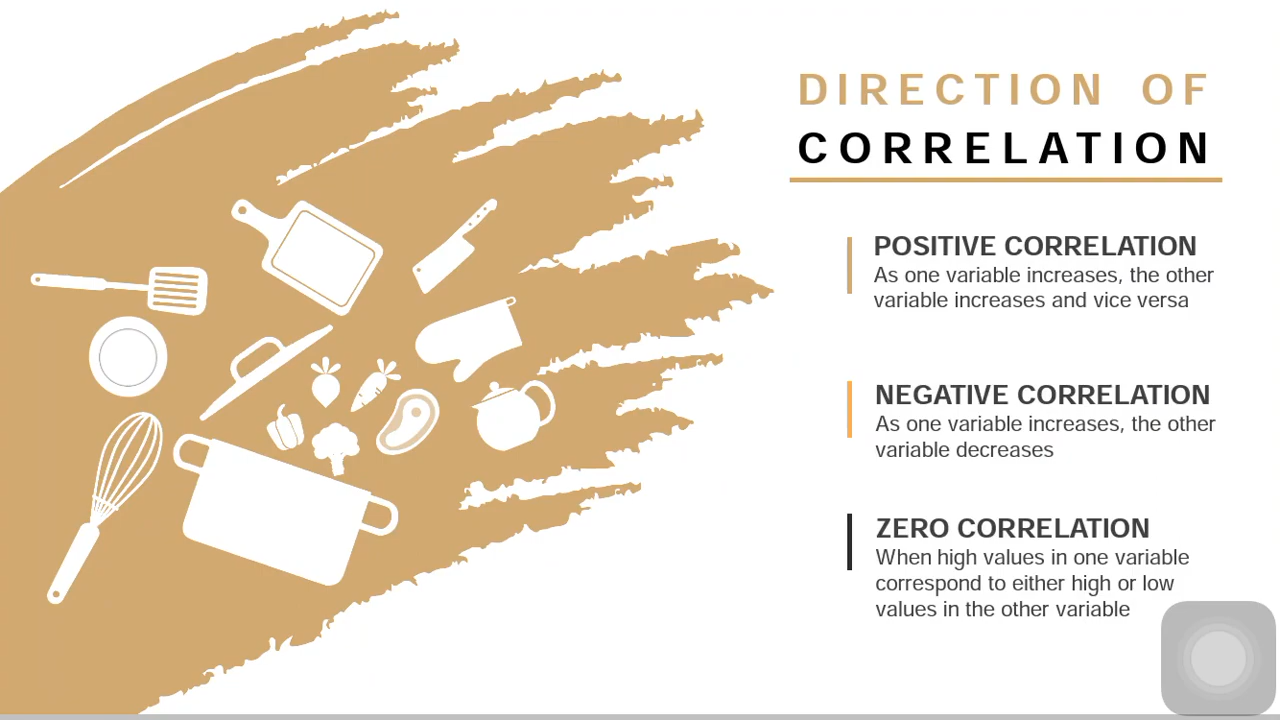 DIRECTION OF
CORRELATION
POSITIVE CORRELATION
As one variable increases, the other
variable increases and vice versa
NEGATIVE CORRELATION
As one variable increases, the other
variable decreases
ZERO CORRELATION
When high values in one variable
correspond to either high or low
values in the other variable